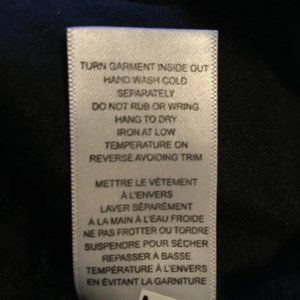 TURN GARMENT INSIDE OUT
HAND WASH COLD
SEPARATELY
DO NOT RUB OR WRING
HANG TO DRY
IRON AT LOW
TEMPERATURE ON
REVERSE AVOIDING TRIM
METTRE LE VÊTEMENT
À L'ENVERS
LAVER SÉPARÉMENT
À LA MAIN À L'EAU FROIDE
NE PAS FROTTER OU TORDRE
SUSPENDRE POUR SÉCHER
REPASSER À BASSE
TEMPÉRATURE À L'ENVERS
EN ÉVITANT LA GARNITURE